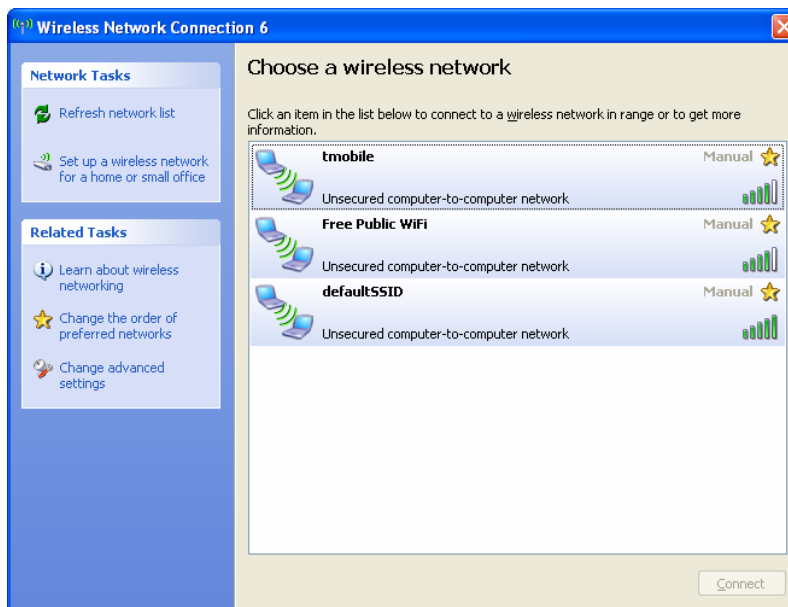 Wireless Network Connection 6
Network Tasks
Refresh network list
Set up a wireless network
for a home or small office
Related Tasks
Learn about wireless
networking
Change the order of
preferred networks
Change advanced
settings
Choose a wireless network
Click an item in the list below to connect to a wireless network in range or to get more
information.
tmobile
Manual
Unsecured computer-to-computer network
Free Public WiFi
Manual
Unsecured computer-to-computer network
defaultSSID
Manual
Unsecured computer-to-computer network
Connect